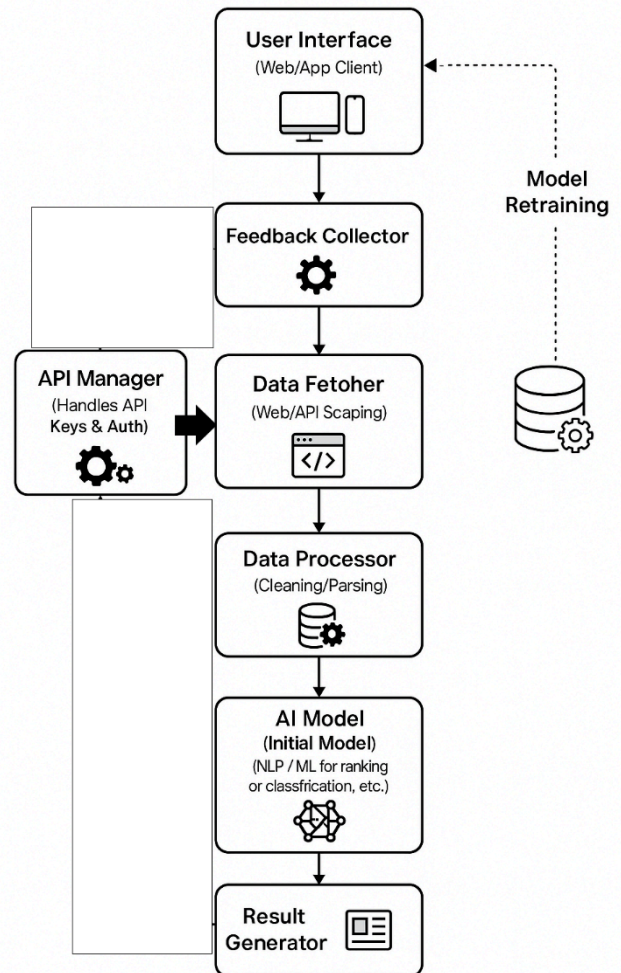 User Interface
(Web/App Client)
Model
Retraining
Feedback Collector
API Manager
(Handles API
Keys & Auth)
Data Fetoher
(Web/API Scaping)
</>
Data Processor
(Cleaning/Parsing)
AI Model
(Initial Model)
(NLP / ML for ranking
or classfrication, etc.)
Result
Generator